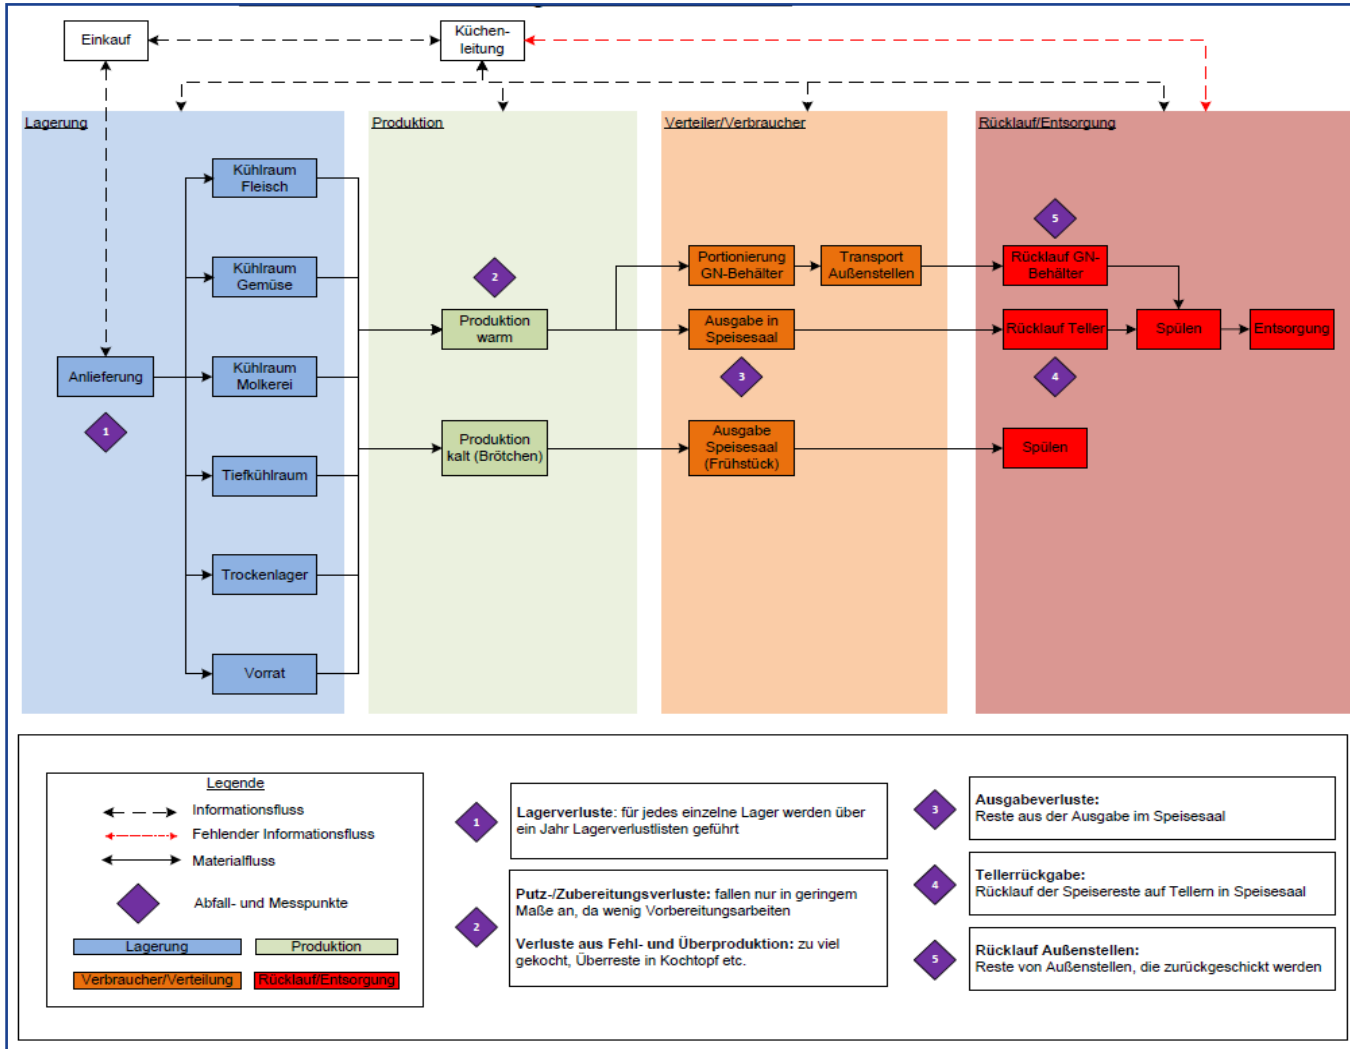 Einkauf
Küchen-
leitung
Lagerung
Produktion
Verteiler/Verbraucher
Rücklauf/Entsorgung
Kühlraum
Fleisch
Kühlraum
Gemüse
Kühlraum
Molkerei
Tiefkühlraum
Trockenlager
Vorrat
Anlieferung
1
2
Produktion
warm
Produktion
kalt (Brötchen)
Portionierung
GN-Behälter
Transport
Außenstellen
Ausgabe in
Speisesaal
3
Ausgabe
Speisesaal
(Frühstück)
5
Rücklauf GN-
Behälter
Rücklauf Teller
Spülen
Entsorgung
4
Spülen
Legende
Informationsfluss
Fehlender Informationsfluss
Materialfluss
Abfall- und Messpunkte
Lagerung
Produktion
Verbraucher/Verteilung
Rücklauf/Entsorgung
1
Lagerverluste: für jedes einzelne Lager werden über
ein Jahr Lagerverlustlisten geführt
2
Putz-/Zubereitungsverluste: fallen nur in geringem
Maße an, da wenig Vorbereitungsarbeiten
Verluste aus Fehl- und Überproduktion: zu viel
gekocht, Überreste in Kochtopf etc.
3
Ausgabeverluste:
Reste aus der Ausgabe im Speisesaal
4
Tellerrückgabe:
Rücklauf der Speisereste auf Tellern in Speisesaal
5
Rücklauf Außenstellen:
Reste von Außenstellen, die zurückgeschickt werden